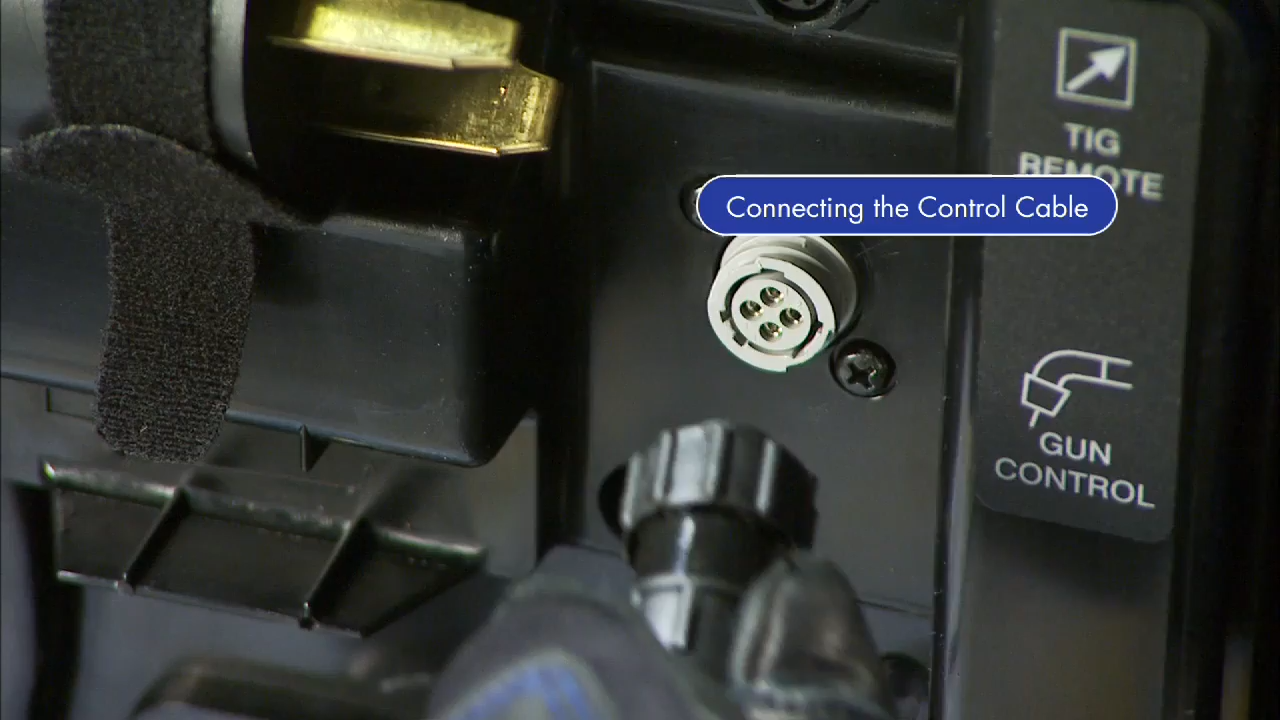 TIG
REMOTE
Connecting the Control Cable
GUN
CONTROL